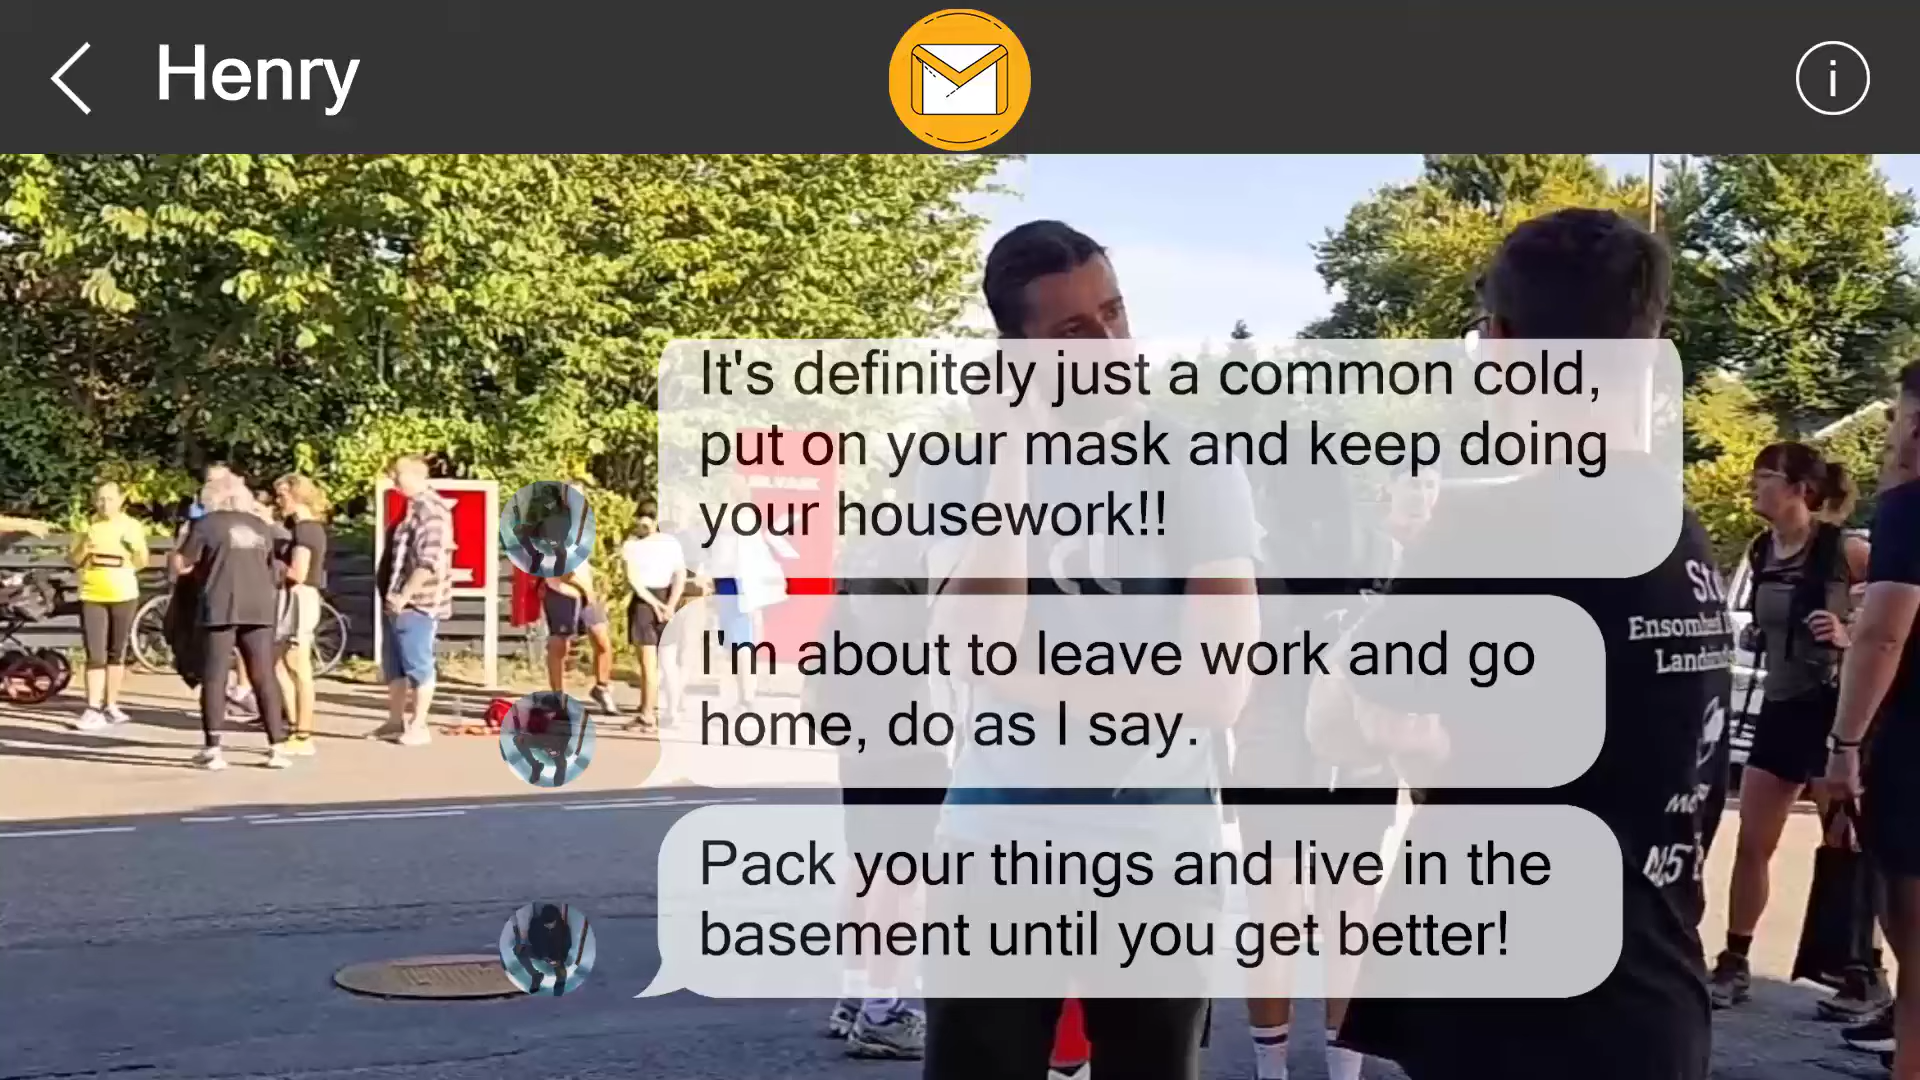 Henry
It's definitely just a common cold,
put on your mask and keep doing
your housework!!
I'm about to leave work and go
home, do as I say.
Pack your things and live in the
basement until you get better!